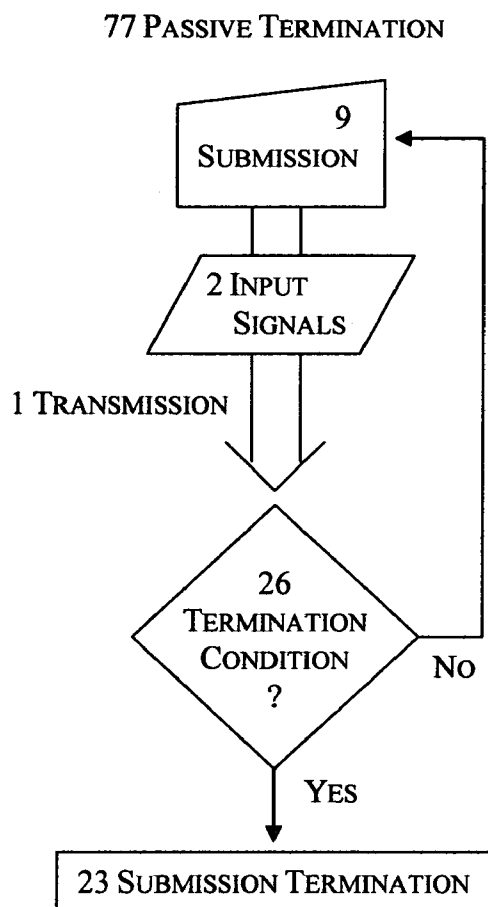 77 PASSIVE TERMINATION
9
SUBMISSION
2 INPUT
SIGNALS
1 TRANSMISSION
26
TERMINATION
CONDITION
?
NO
YES
23 SUBMISSION TERMINATION